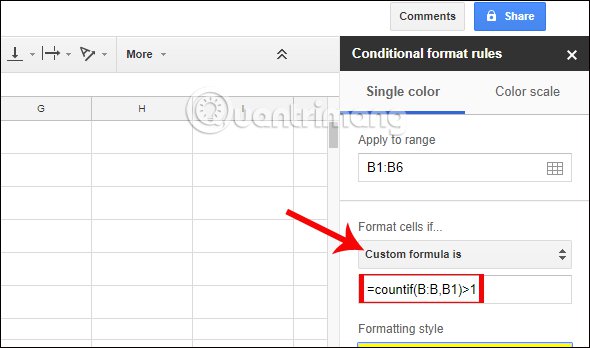 Comments
Share
More
Conditional format rules
×
Single color
Color scale
G
H
I
Quantrimang
Apply to range
B1:B6
Format cells if...
Custom formula is
=countif(B:B,B1)>1
Formatting style